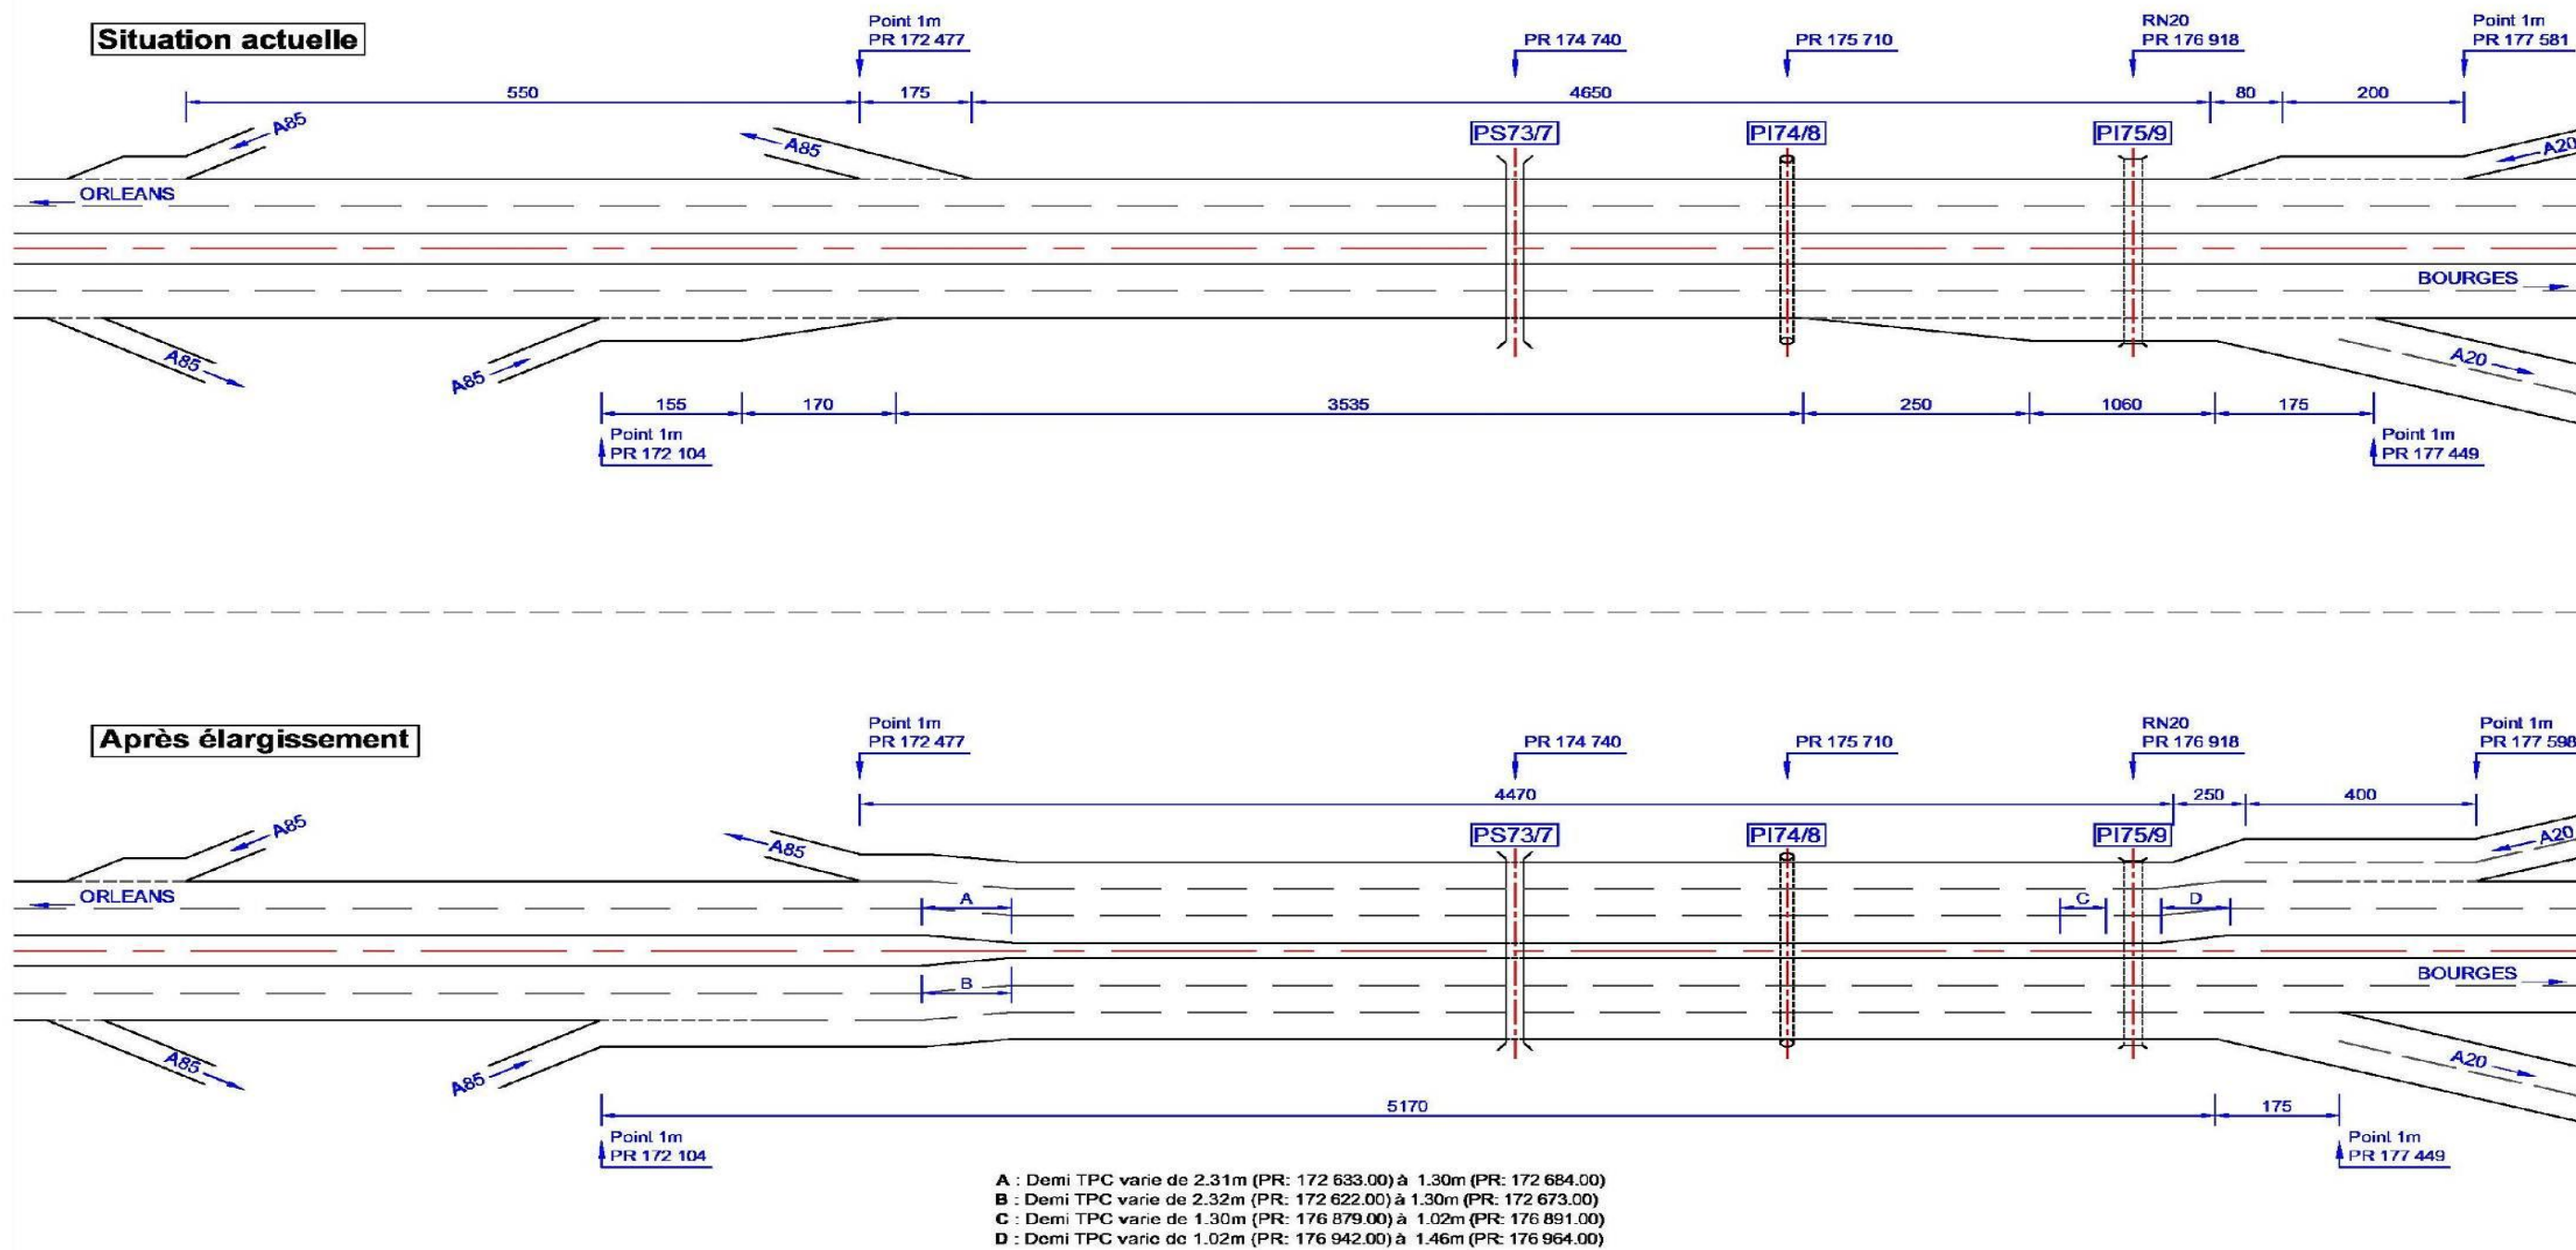 Situation actuelle
Point 1m
PR 172 477
PR 174 740
PR 175 710
RN20
PR 176 918
Point 1m
PR 177 581
550
175
4650
80
200
A85
A85
PS73/7
PI74/8
PI75/9
A20
ORLEANS
BOURGES
A85
A85
A20
155
170
3535
250
1060
175
Point 1m
PR 172 104
Point 1m
PR 177 449
Après élargissement
Point 1m
PR 172 477
PR 174 740
PR 175 710
RN20
PR 176 918
Point 1m
PR 177 598
4470
250
400
A85
A85
PS73/7
PI74/8
PI75/9
A20
ORLEANS
A
C
D
B
BOURGES
A85
A85
A20
5170
175
Point 1m
PR 172 104
Point 1m
PR 177 449
A : Demi TPC varie de 2.31m (PR: 172 633.00) à 1.30m (PR: 172 684.00)
B : Demi TPC varie de 2.32m (PR: 172 622.00) à 1.30m (PR: 172 673.00)
C : Demi TPC varie de 1.30m (PR: 176 879.00) à 1.02m (PR: 176 891.00)
D : Demi TPC varie de 1.02m (PR: 176 942.00) à 1.46m (PR: 176 964.00)